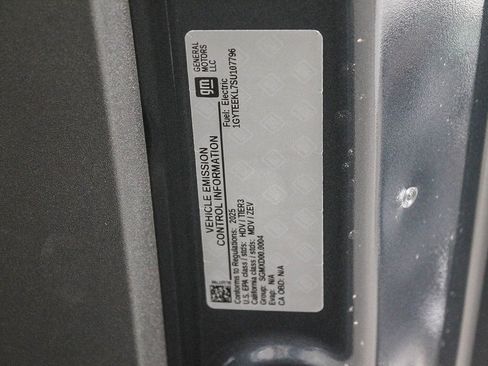 gm
GENERAL
MOTORS
LLC
Fuel: Electric
1GYTEEKL7SU107796
VEHICLE EMISSION
CONTROL INFORMATION
Conforms to Regulations: 2025
U.S. EPA class / stds: HDV / TIER3
California class / stds: MDV / ZEV
Group: SGMXD00.0004
Evap: N/A
CA OBD: N/A